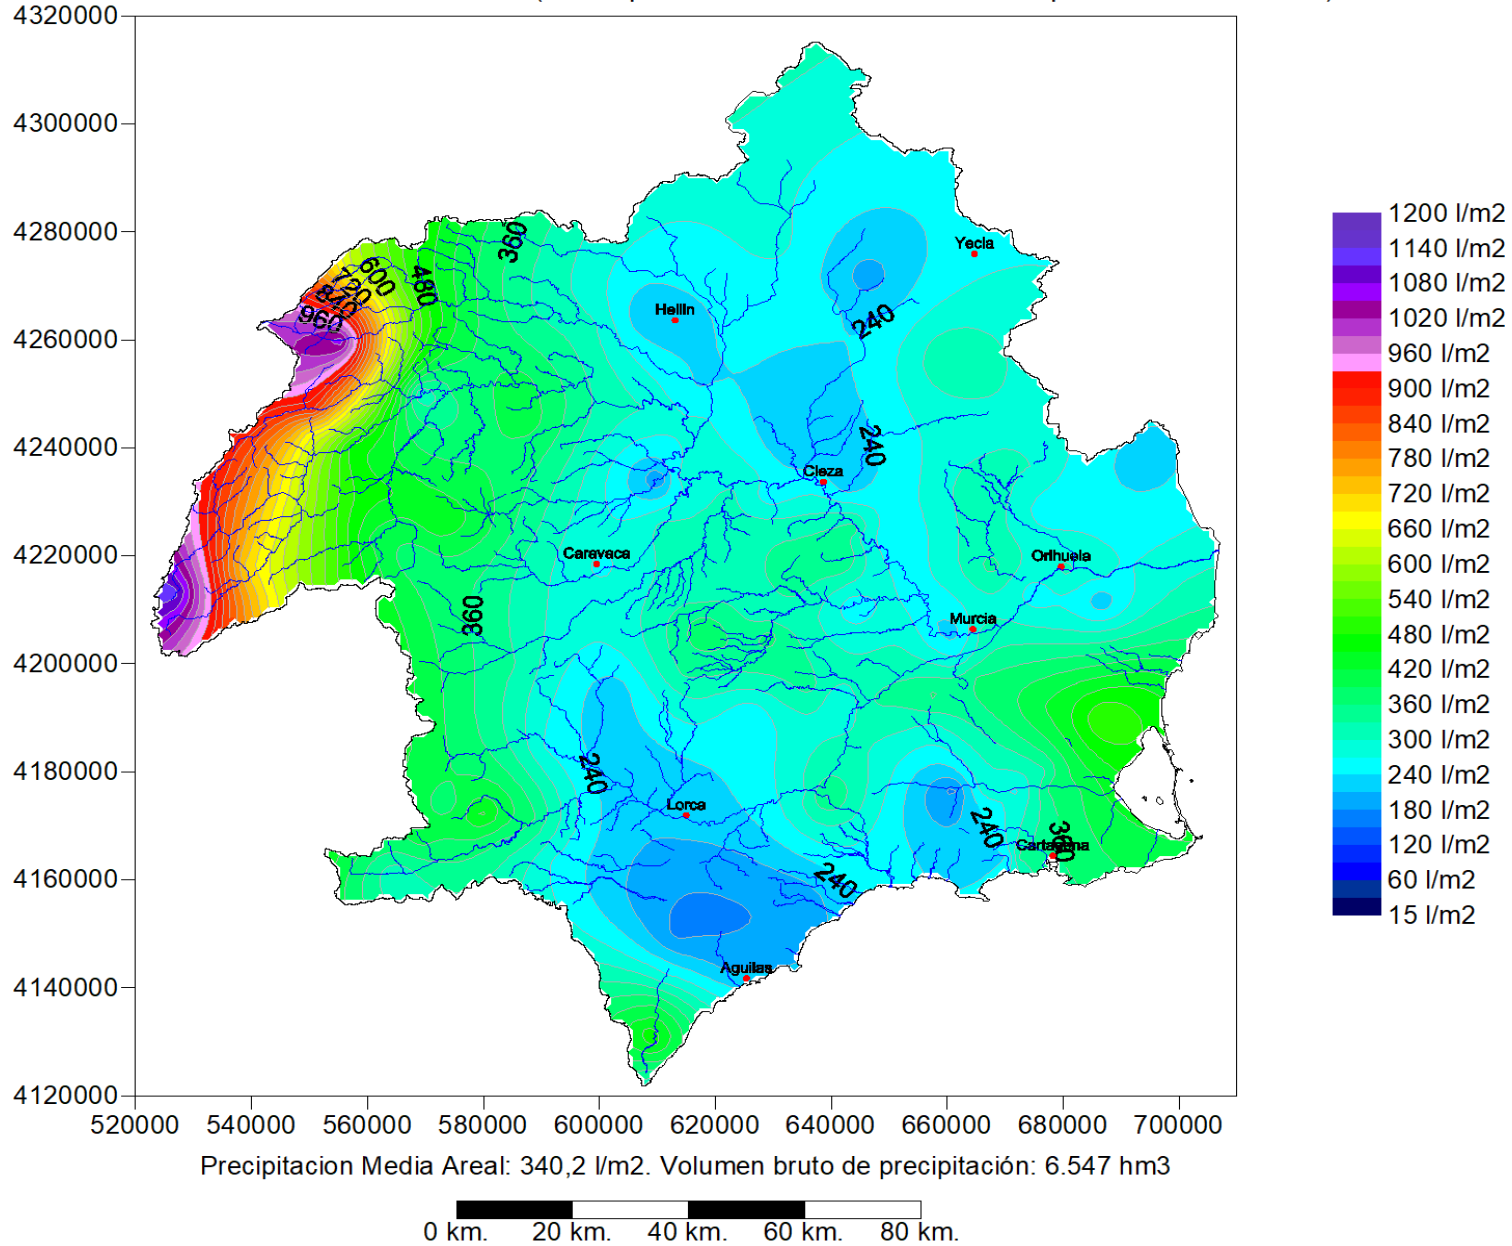 4320000
4300000
4280000
4260000
4240000
4220000
4200000
4180000
4160000
4140000
4120000
520000 540000 560000 580000 600000 620000 640000 660000 680000 700000
360
600
480
720
840
960
Yecla
Hellin
240
240
Cieza
Caravaca
Orihuela
360
Murcia
240
Lorca
240
360
Cartagena
240
Aguilas
1200 l/m2
1140 l/m2
1080 l/m2
1020 l/m2
960 l/m2
900 l/m2
840 l/m2
780 l/m2
720 l/m2
660 l/m2
600 l/m2
540 l/m2
480 l/m2
420 l/m2
360 l/m2
300 l/m2
240 l/m2
180 l/m2
120 l/m2
60 l/m2
15 l/m2
Precipitacion Media Areal: 340,2 l/m2. Volumen bruto de precipitación: 6.547 hm3
0 km. 20 km. 40 km. 60 km. 80 km.